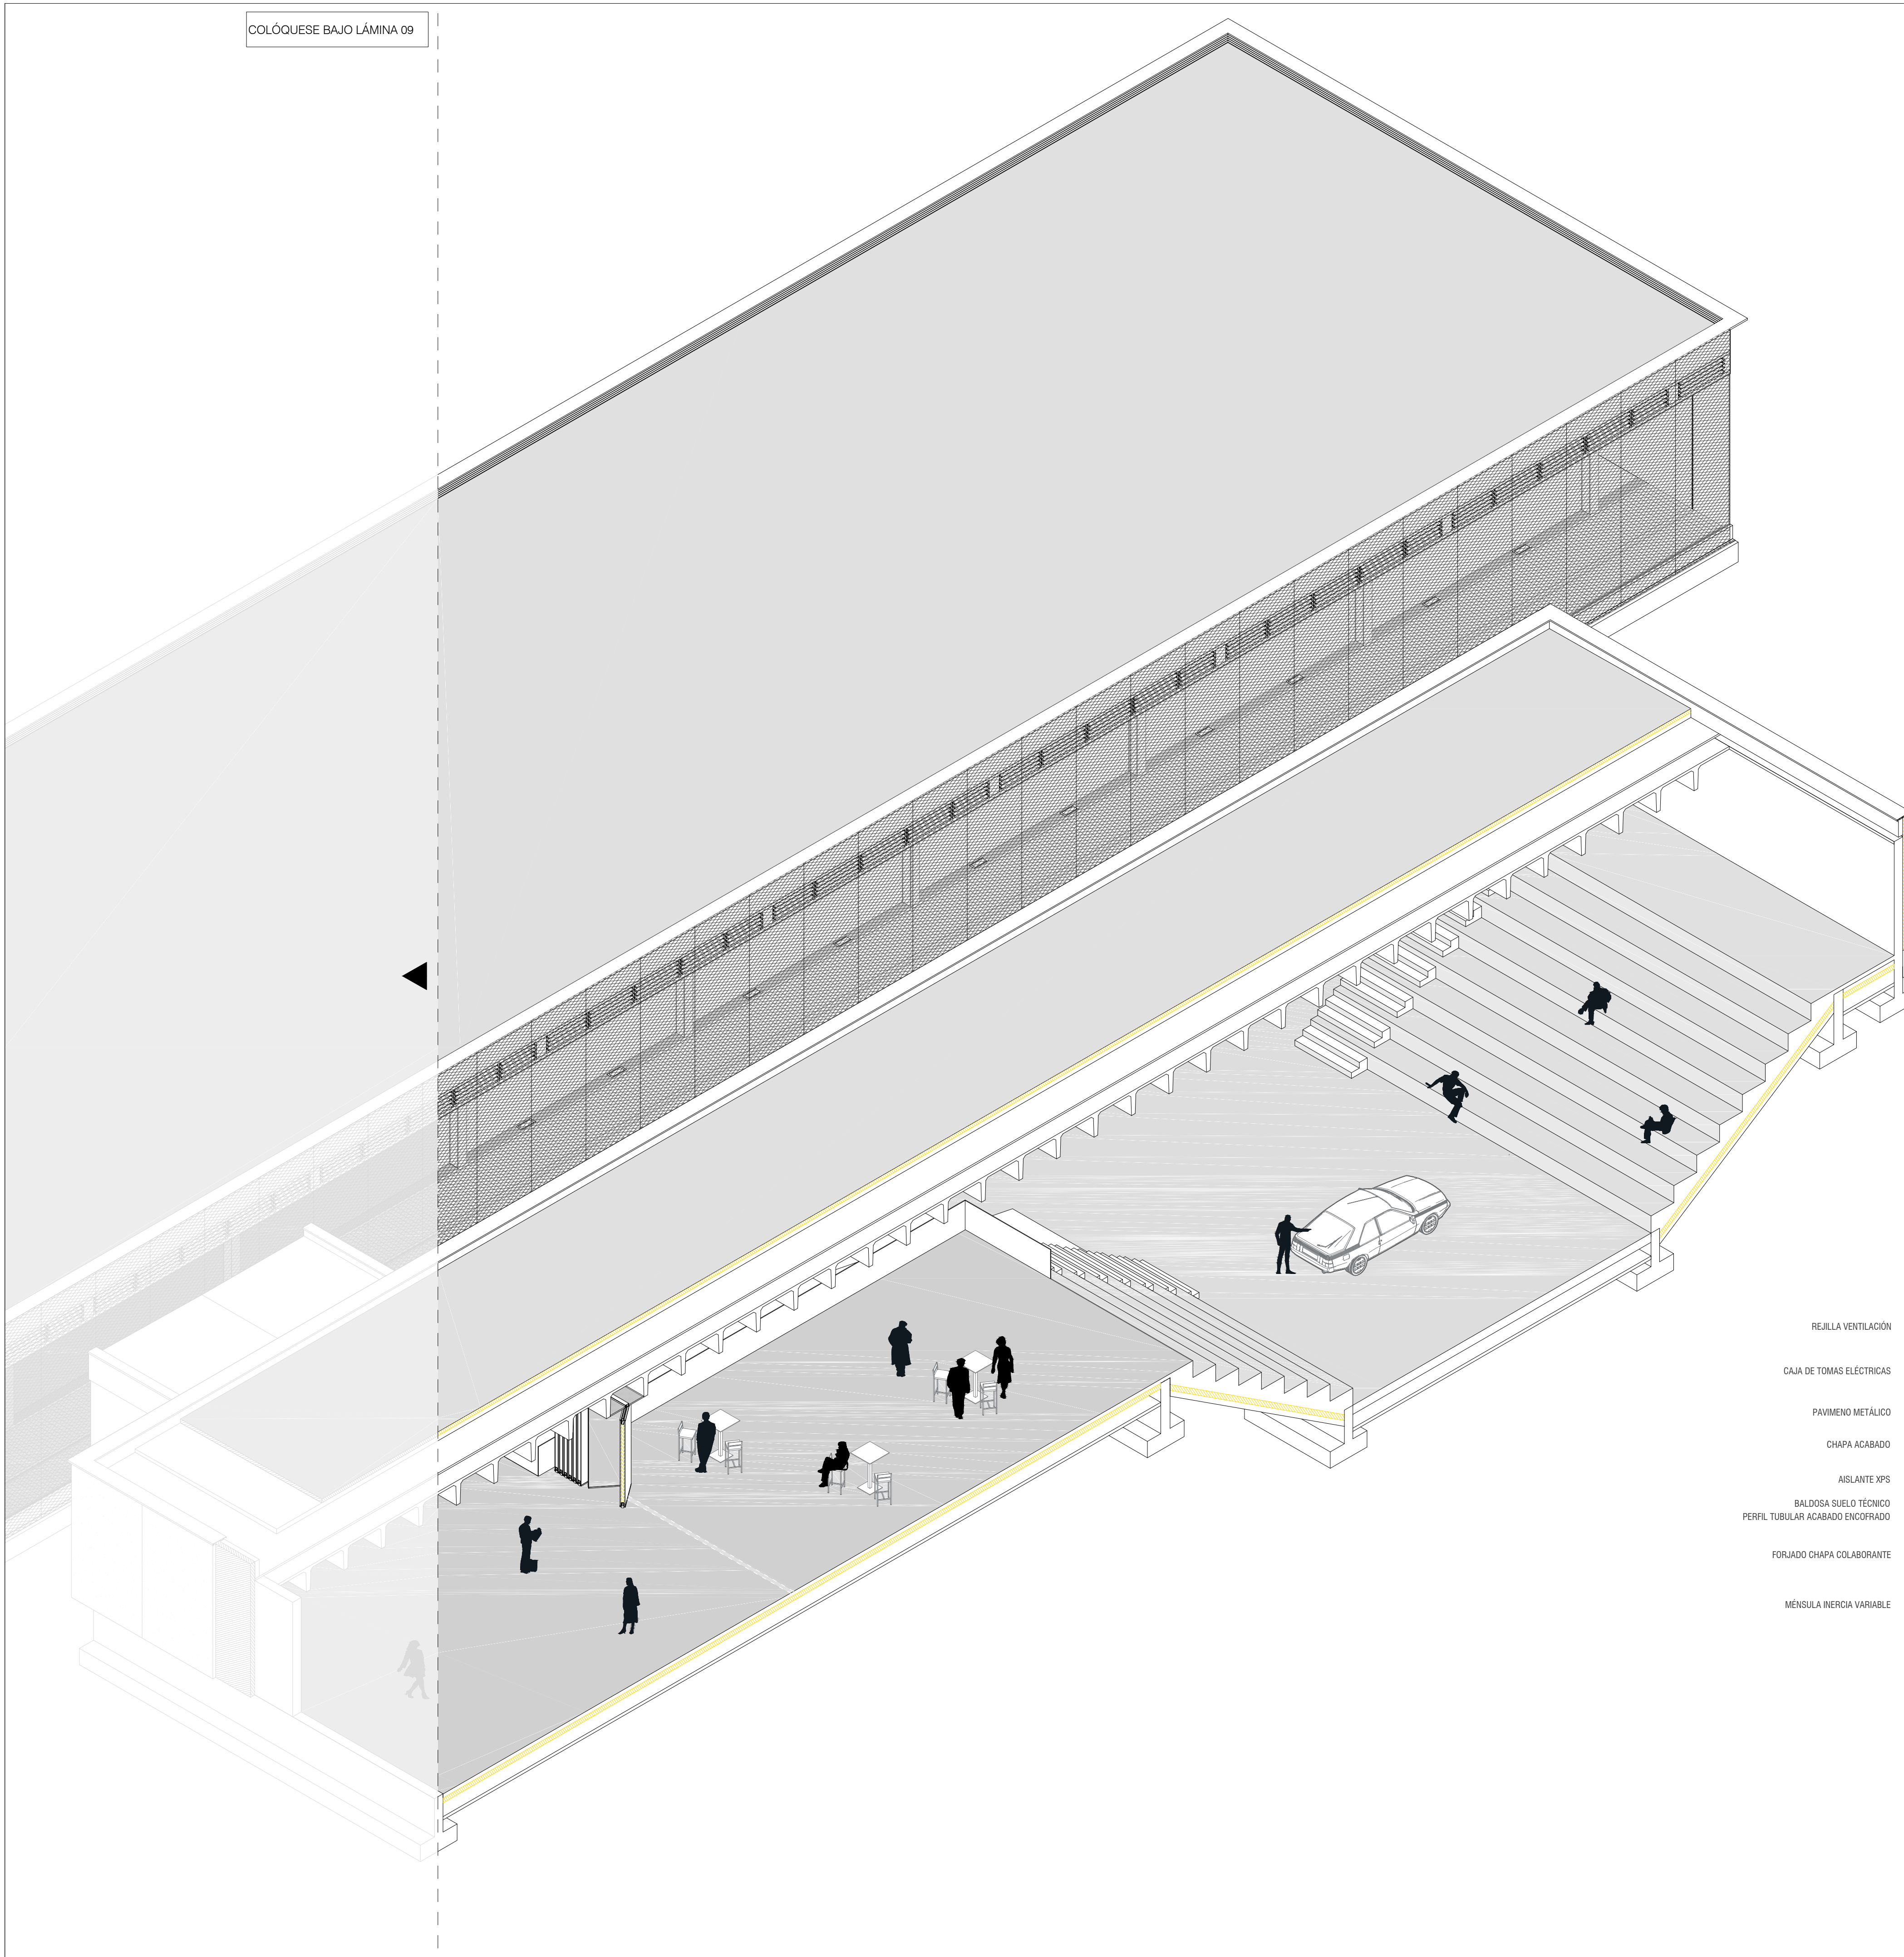 COLÓQUESE BAJO LÁMINA 09
REJILLA VENTILACIÓN
CAJA DE TOMAS ELÉCTRICAS
PAVIMENO METÁLICO
CHAPA ACABADO
AISLANTE XPS
BALDOSA SUELO TÉCNICO
PERFIL TUBULAR ACABADO ENCOFRADO
FORJADO CHAPA COLABORANTE
MÉNSULA INERCIA VARIABLE